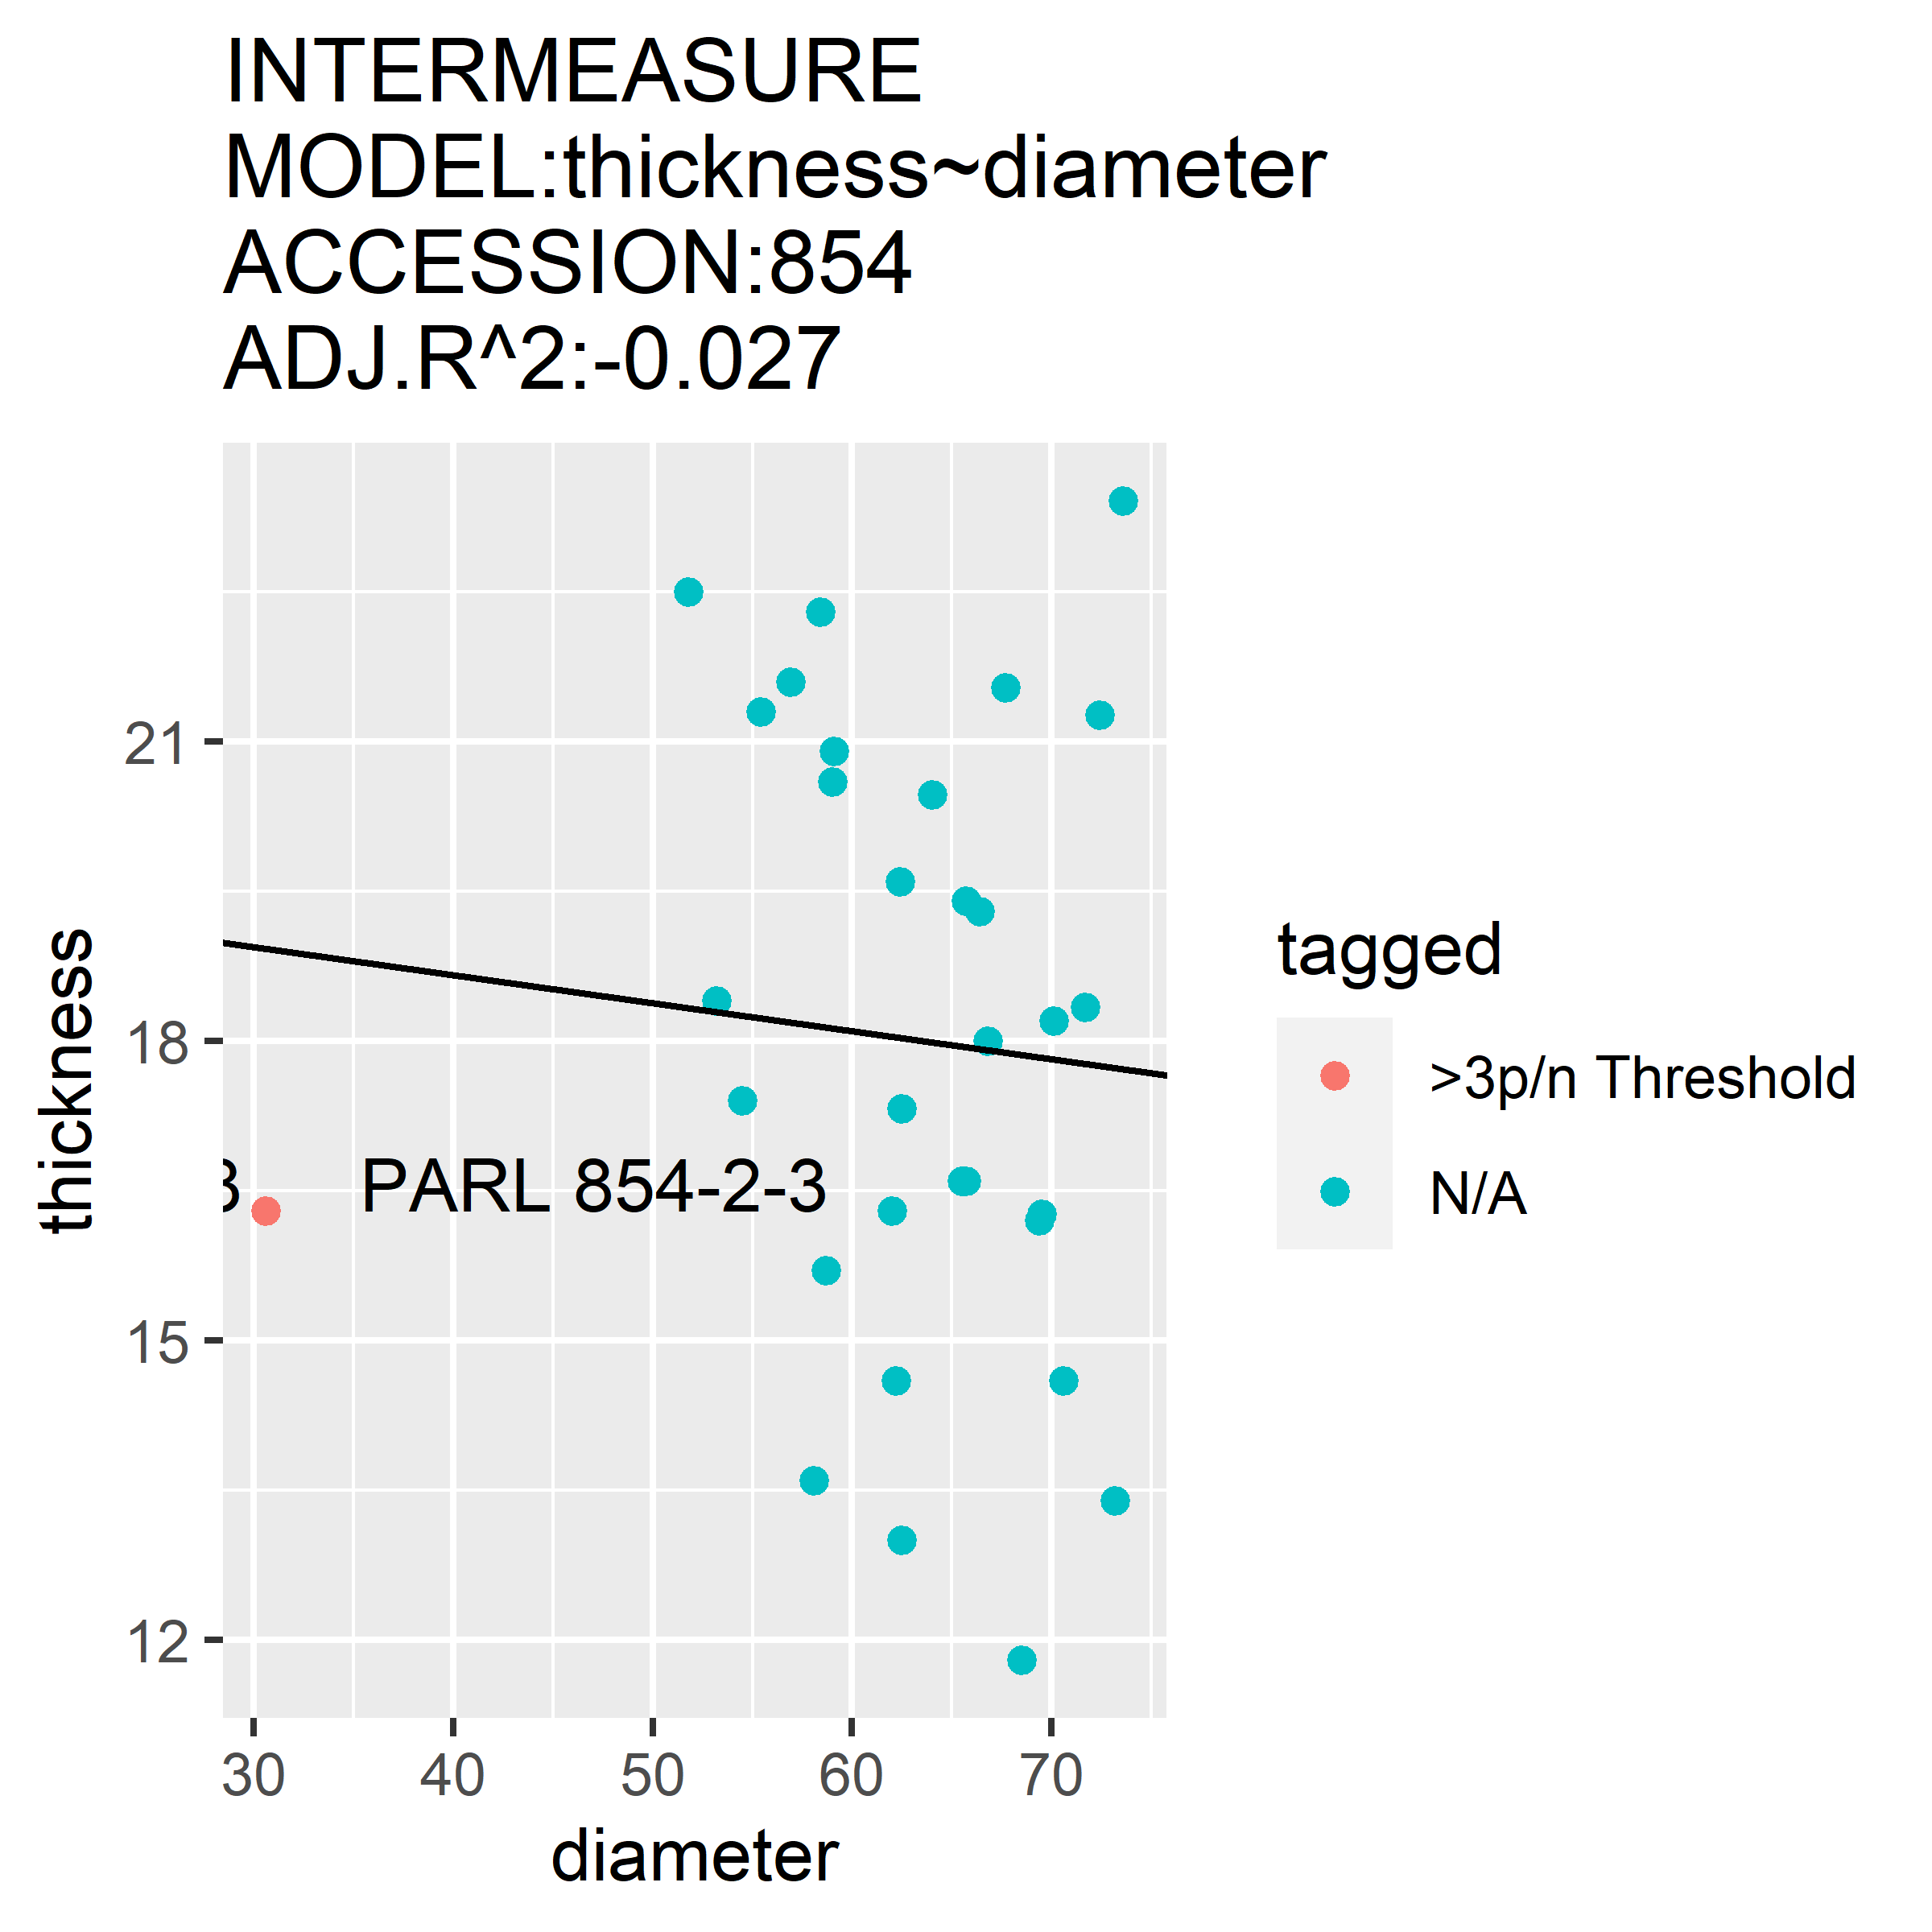 INTERMEASURE
MODEL:thickness~diameter
ACCESSION:854
ADJ.R^2:-0.027
thickness
21
18
15
12
3 PARL 854-2-3
30 40 50 60 70
diameter
tagged
>3p/n Threshold
N/A